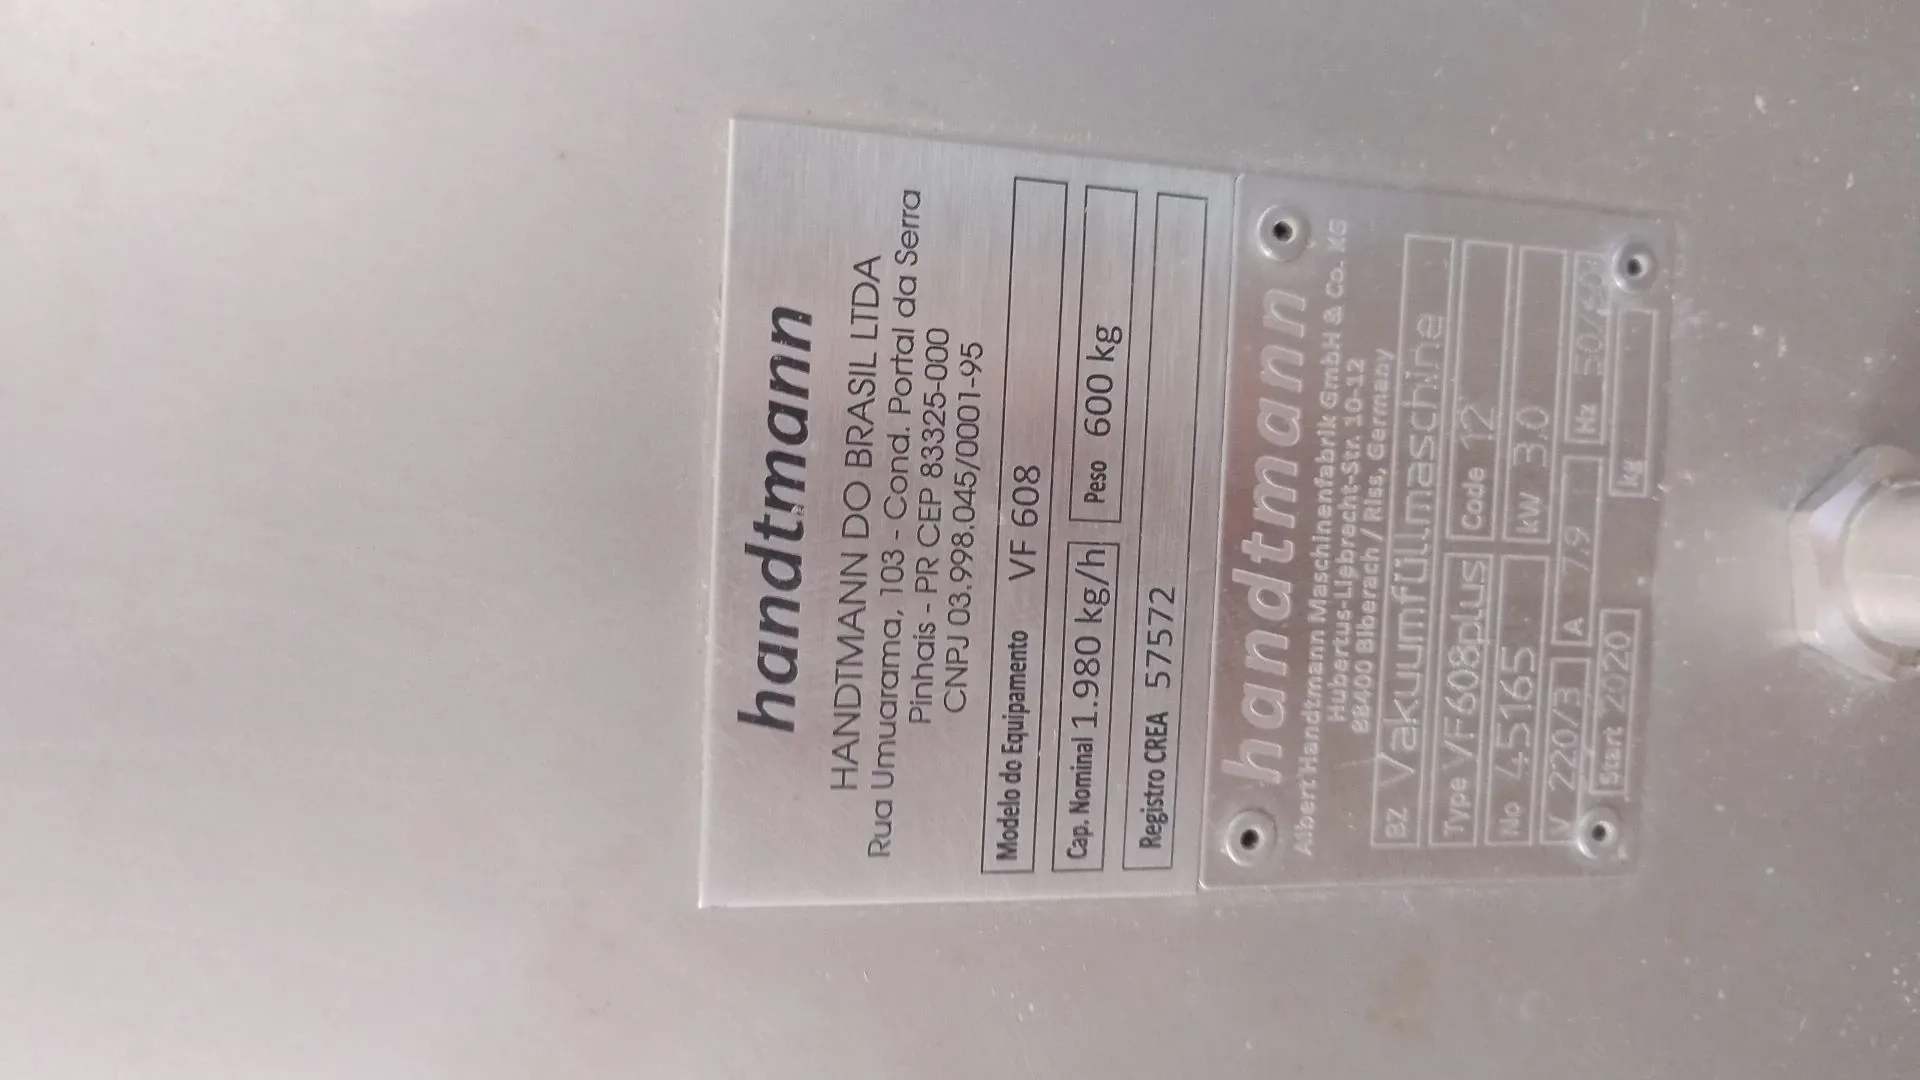 handtmann
HANDTMANN DO BRASIL LTDA
Rua Umuarama, 103 - Cond. Portal da Serra
Pinhais - PR CEP 83325-000
CNPJ 03.998.045/0001-95
Modelo do Equipamento VF 608
Cap. Nominal 1.980 kg/h Peso 600 kg
Registro CREA 57572
handtmann
Albert Handtmann Maschinenfabrik GmbH & Co. KG
Hubertus-Liebrecht-Str. 10-12
88400 Biberach / Riss, Germany
BZ Vakuumfüllmaschine
Type VF608plus Code 12
No 45165 kW 3.0
V 220/3 A 7.9 Hz 50/60
Start 2020 kg